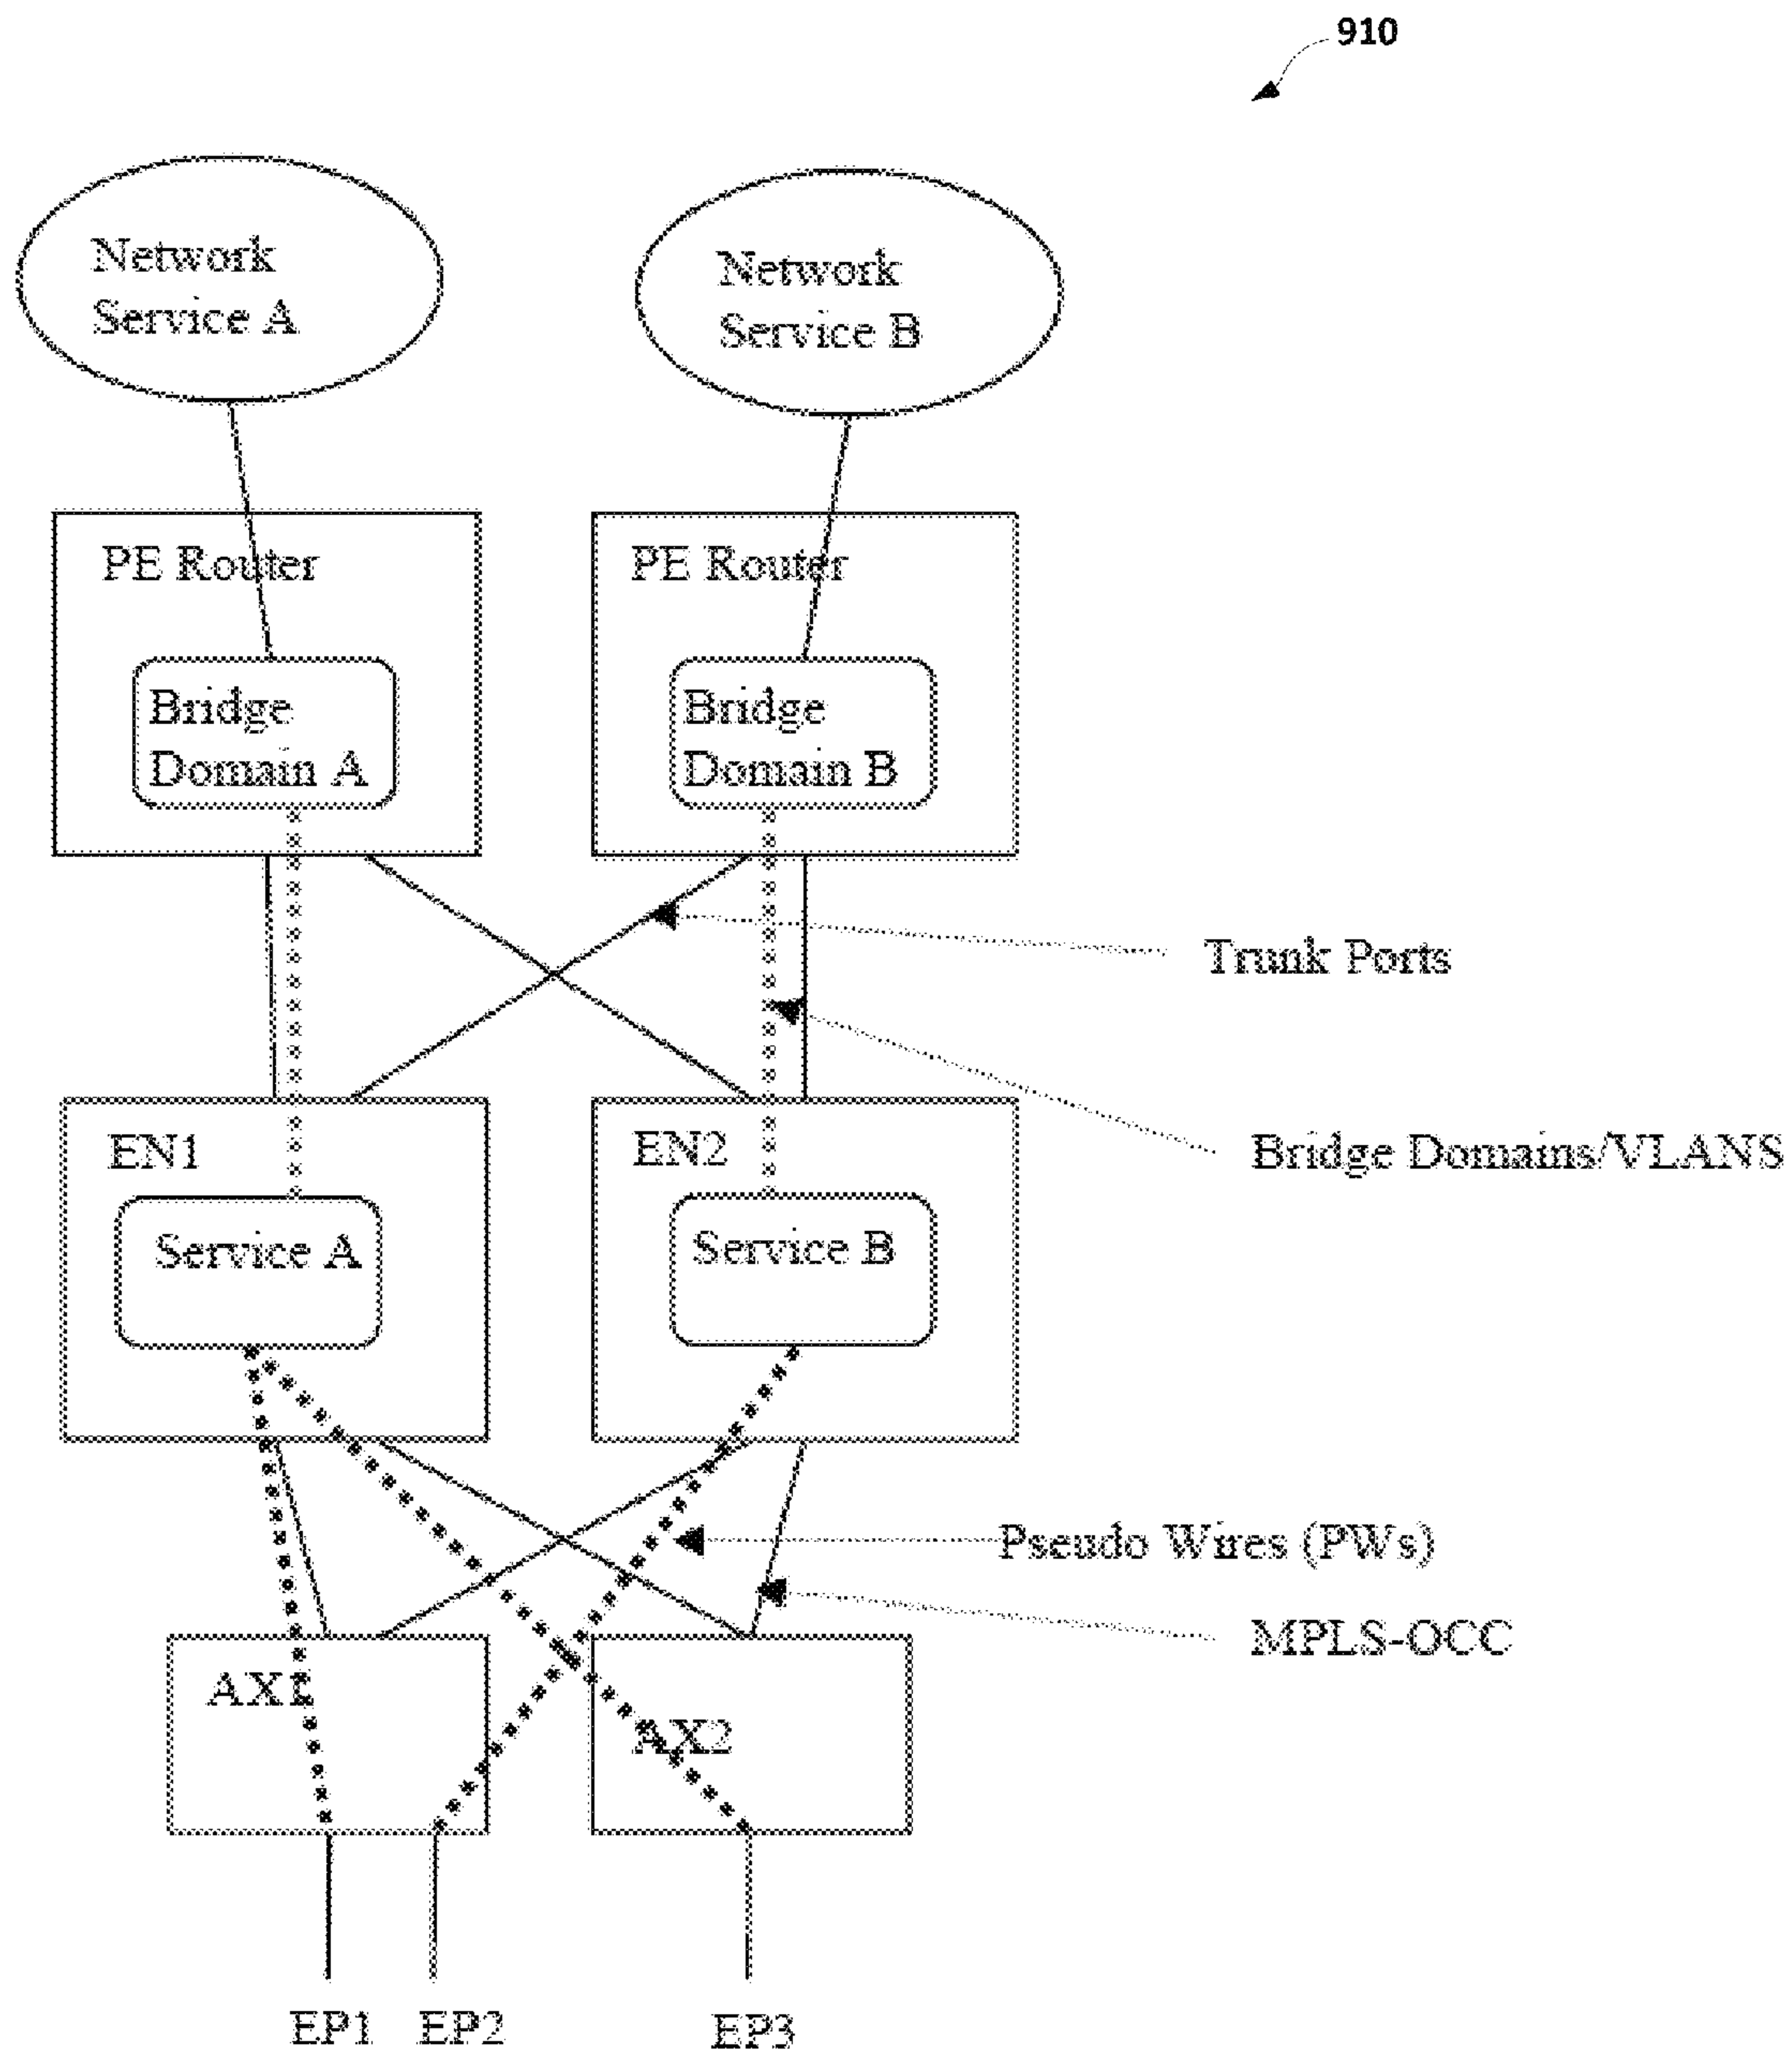 910
Network
Service A
Network
Service B
PE Router
PE Router
Bridge
Domain A
Bridge
Domain B
Trunk Ports
EN1
EN2
Bridge Domains/VLANS
Service A
Service B
Pseudo Wires (PWs)
MPLS-OCC
AX1
AX2
EP1
EP2
EP3